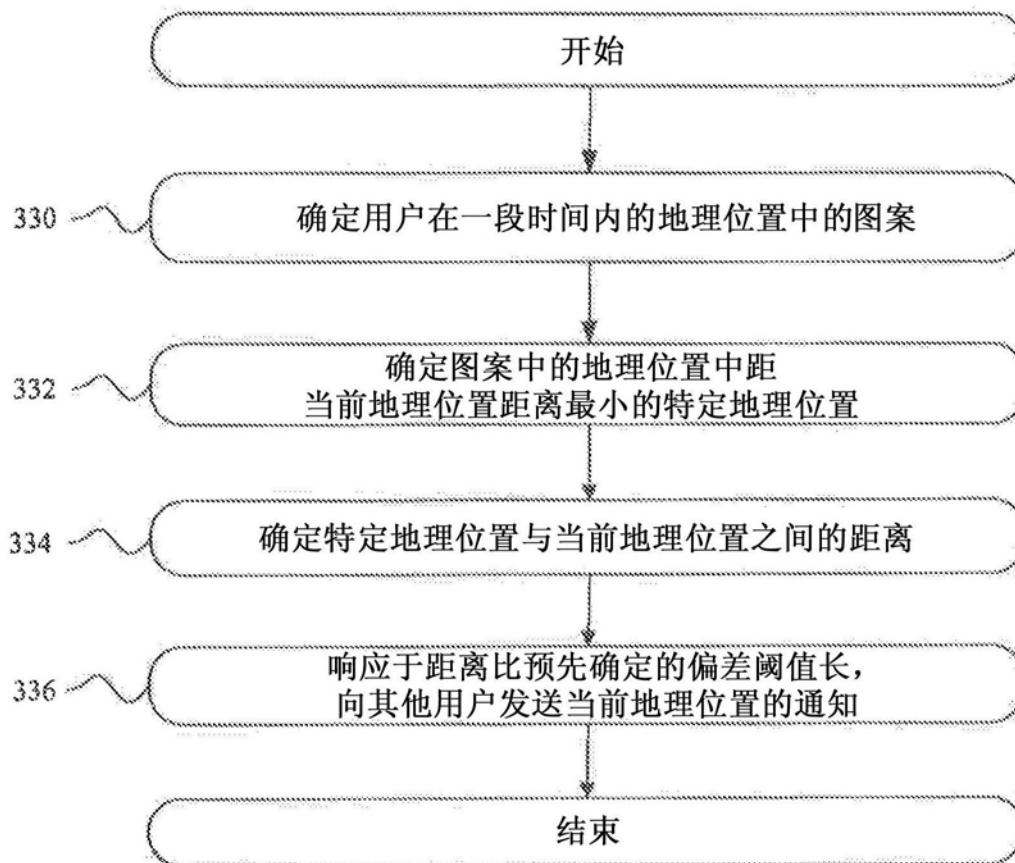 开始
330
确定用户在一段时间内的地理位置中的图案
332
确定图案中的地理位置中距
当前地理位置距离最小的特定地理位置
334
确定特定地理位置与当前地理位置之间的距离
336
响应于距离比预先确定的偏差阈值长，
向其他用户发送当前地理位置的通知
结束